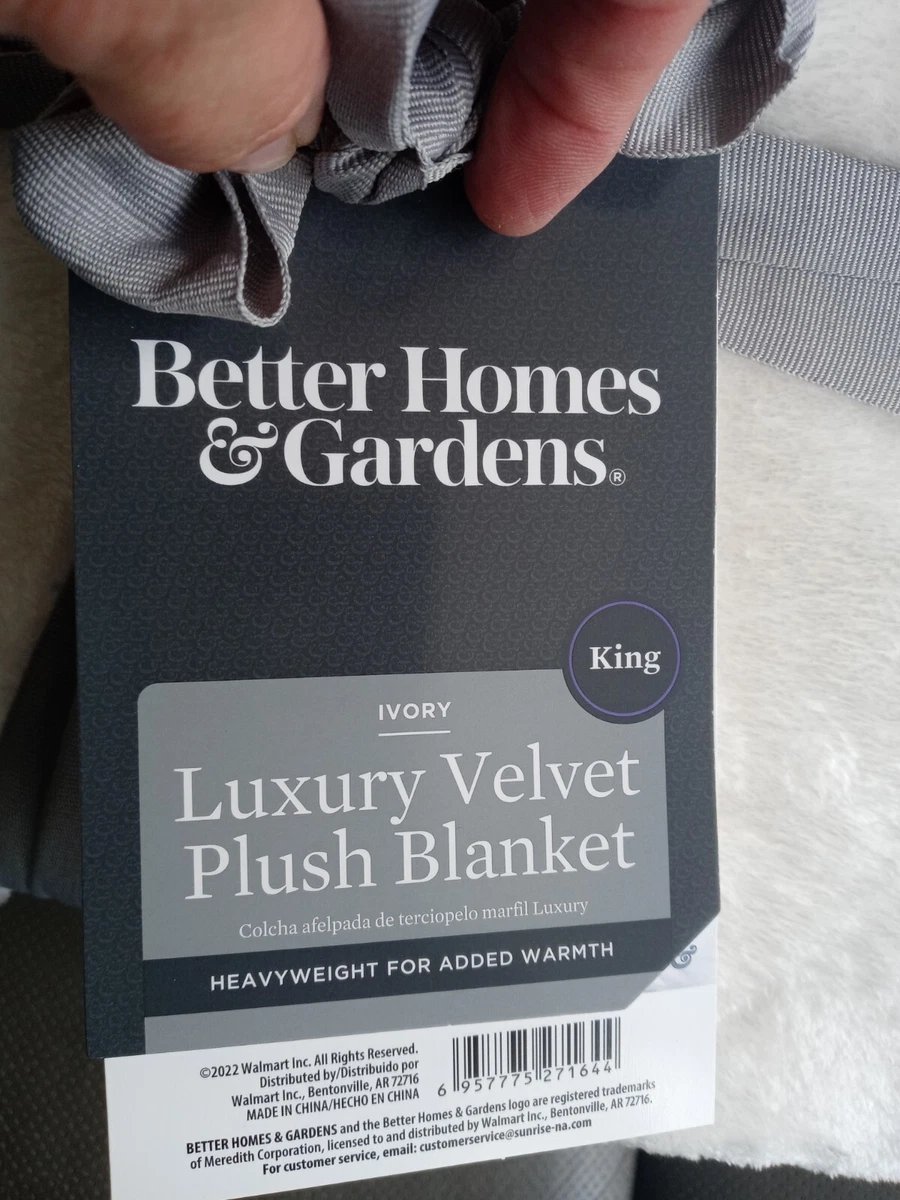 Better Homes
& Gardens®
King
IVORY
Luxury Velvet
Plush Blanket
Colcha afelpada de terciopelo marfil Luxury
HEAVYWEIGHT FOR ADDED WARMTH
©2022 Walmart Inc. All Rights Reserved.
Distributed by/Distribuido por
Walmart Inc., Bentonville, AR 72716
MADE IN CHINA/HECHO EN CHINA
6 957775 271644
BETTER HOMES & GARDENS and the Better Homes & Gardens logo are registered trademarks
of Meredith Corporation, licensed to and distributed by Walmart Inc., Bentonville, AR 72716.
For customer service, email: customerservice@sunrise-na.com